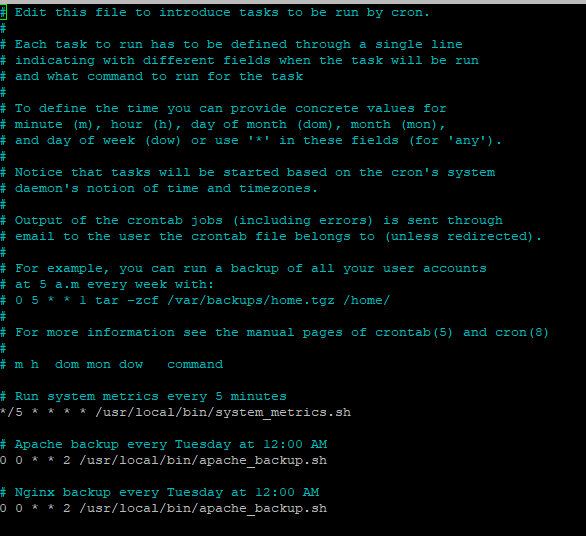 # Edit this file to introduce tasks to be run by cron.
#
# Each task to run has to be defined through a single line
# indicating with different fields when the task will be run
# and what command to run for the task
#
# To define the time you can provide concrete values for
# minute (m), hour (h), day of month (dom), month (mon),
# and day of week (dow) or use '*' in these fields (for 'any').
#
# Notice that tasks will be started based on the cron's system
# daemon's notion of time and timezones.
#
# Output of the crontab jobs (including errors) is sent through
# email to the user the crontab file belongs to (unless redirected).
#
# For example, you can run a backup of all your user accounts
# at 5 a.m every week with:
# 0 5 * * 1 tar -zcf /var/backups/home.tgz /home/
#
# For more information see the manual pages of crontab(5) and cron(8)
#
# m h  dom mon dow   command

# Run system metrics every 5 minutes
*/5 * * * * /usr/local/bin/system_metrics.sh

# Apache backup every Tuesday at 12:00 AM
0 0 * * 2 /usr/local/bin/apache_backup.sh

# Nginx backup every Tuesday at 12:00 AM
0 0 * * 2 /usr/local/bin/apache_backup.sh